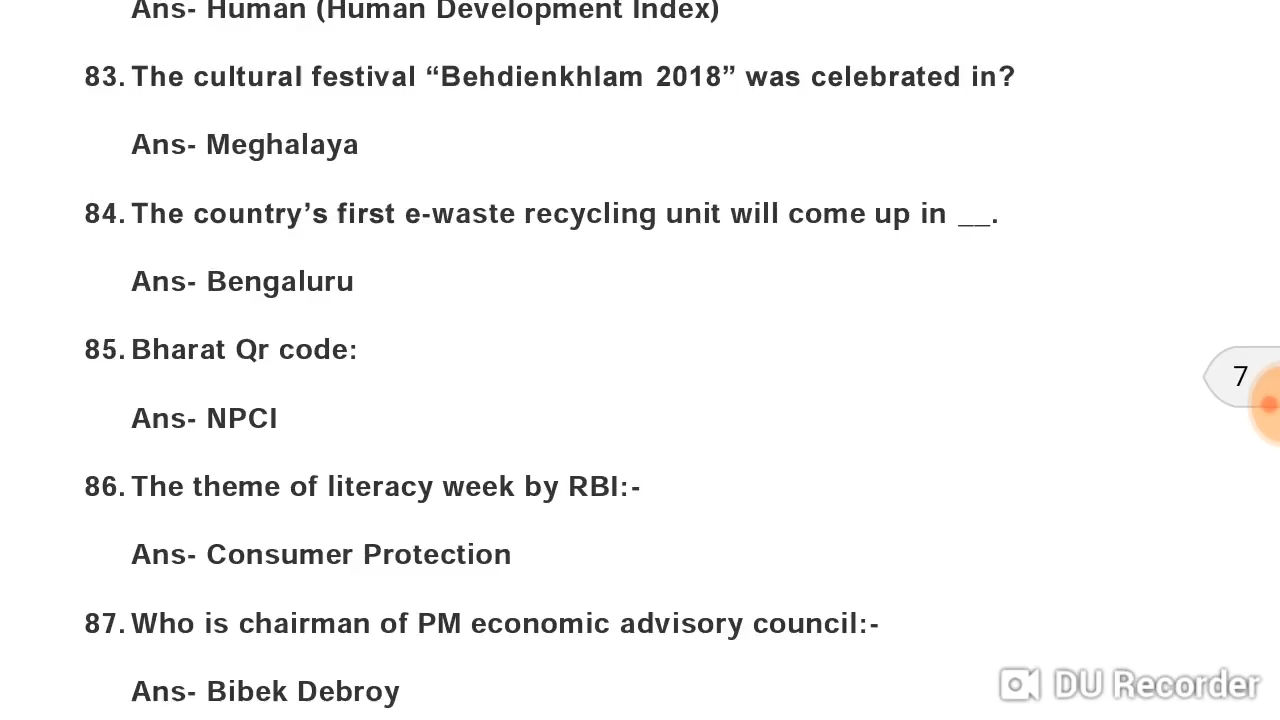 Ans- Human (Human Development Index)
83. The cultural festival “Behdienkhlam 2018” was celebrated in?
Ans- Meghalaya
84. The country’s first e-waste recycling unit will come up in __.
Ans- Bengaluru
85. Bharat Qr code:
Ans- NPCI
7
86. The theme of literacy week by RBI:-
Ans- Consumer Protection
87. Who is chairman of PM economic advisory council:-
Ans- Bibek Debroy
DU Recorder